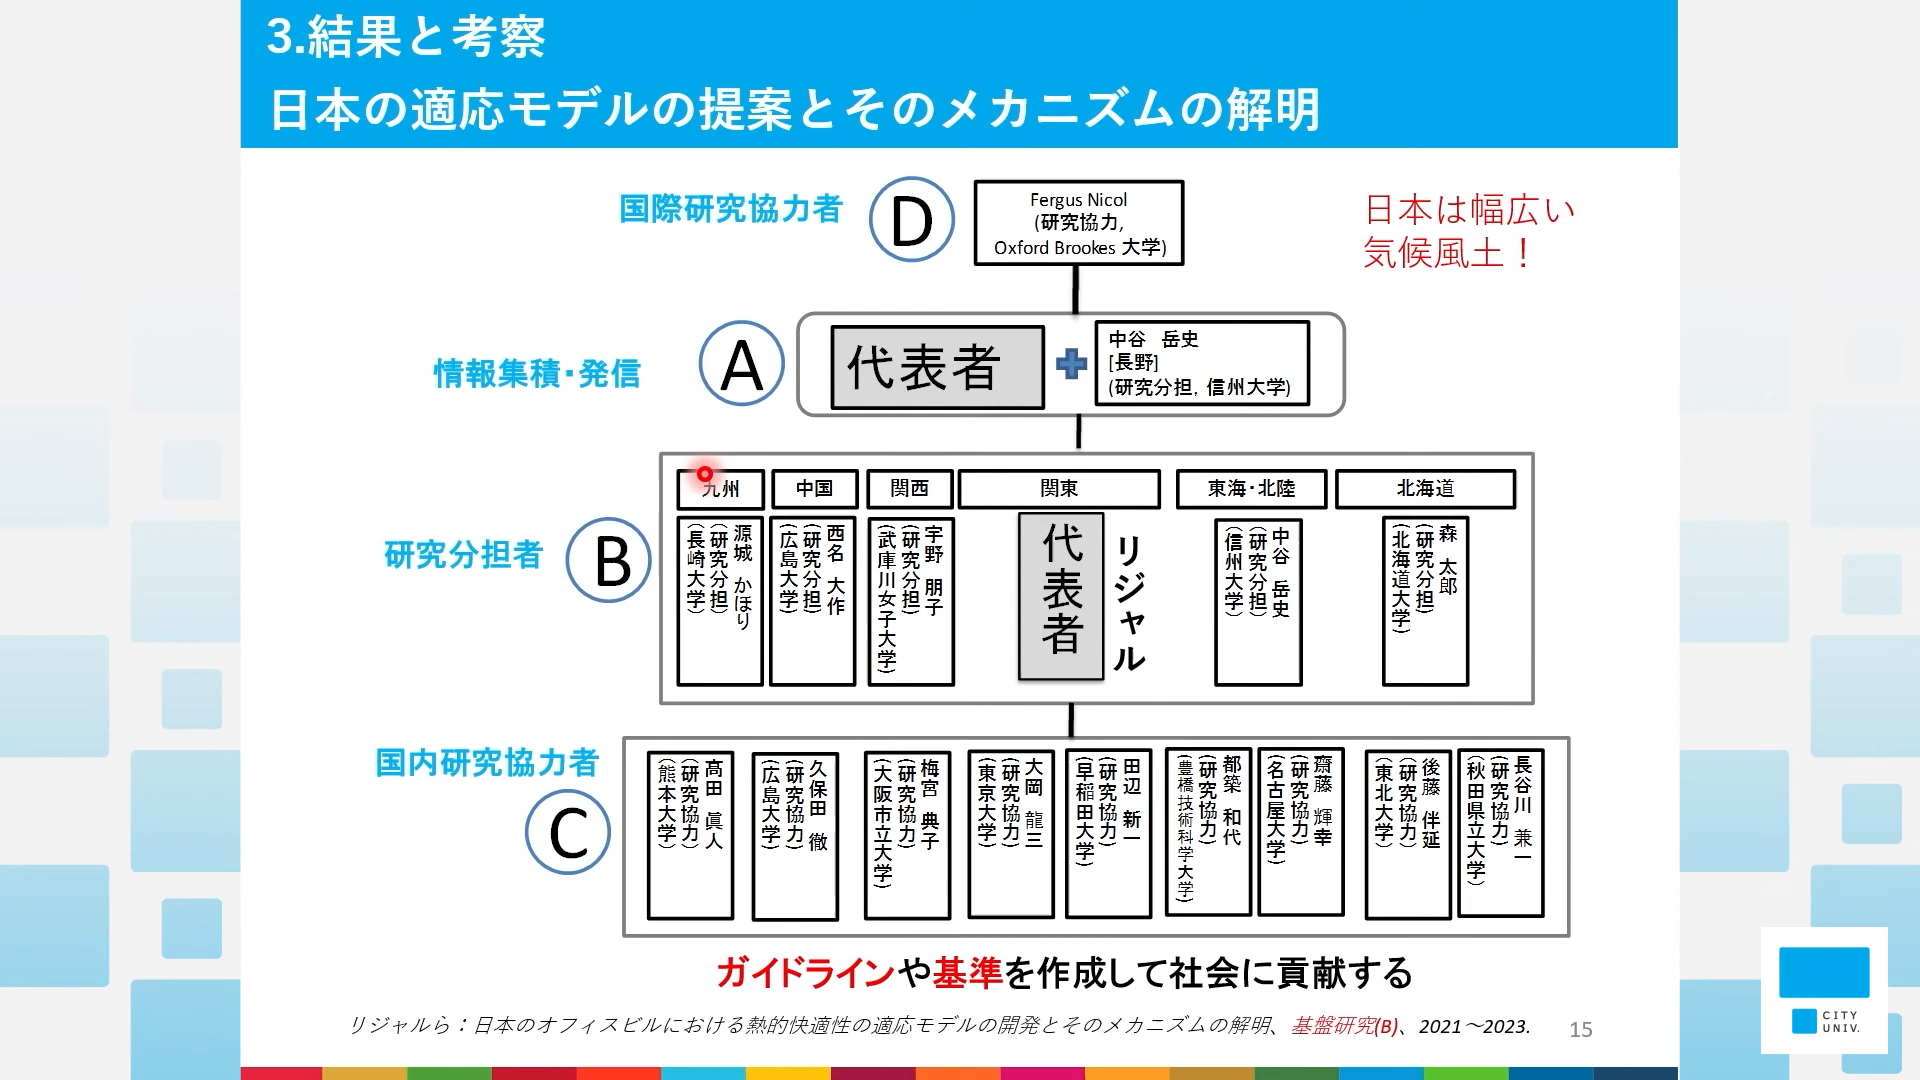 3.結果と考察
日本の適応モデルの提案とそのメカニズムの解明
国際研究協力者
D
Fergus Nicol
(研究協力,
Oxford Brookes 大学)
日本は幅広い
気候風土！
情報集積・発信
A
代表者
中谷 岳史
[長野]
(研究分担, 信州大学)
研究分担者
B
九州
源城 かほり
(研究分担)
(長崎大学)
中国
西名 大作
(研究分担)
(広島大学)
関西
宇野 朋子
(研究分担)
(武庫川女子大学)
関東
代表者
リジャル
東海・北陸
中谷 岳史
(研究分担)
(信州大学)
北海道
森 太郎
(研究分担)
(北海道大学)
国内研究協力者
C
高田 眞人
(研究協力)
(熊本大学)
久保田 徹
(研究協力)
(広島大学)
梅宮 典子
(研究協力)
(大阪市立大学)
大岡 龍三
(研究協力)
(東京大学)
田辺 新一
(研究協力)
(早稲田大学)
都築 和代
(研究協力)
(豊橋技術科学大学)
齋藤 輝幸
(研究協力)
(名古屋大学)
後藤 伴延
(研究協力)
(東北大学)
長谷川 兼一
(研究協力)
(秋田県立大学)
ガイドラインや基準を作成して社会に貢献する
リジャルら：日本のオフィスビルにおける熱的快適性の適応モデルの開発とそのメカニズムの解明、基盤研究(B)、2021～2023.
15
CITY
UNIV.